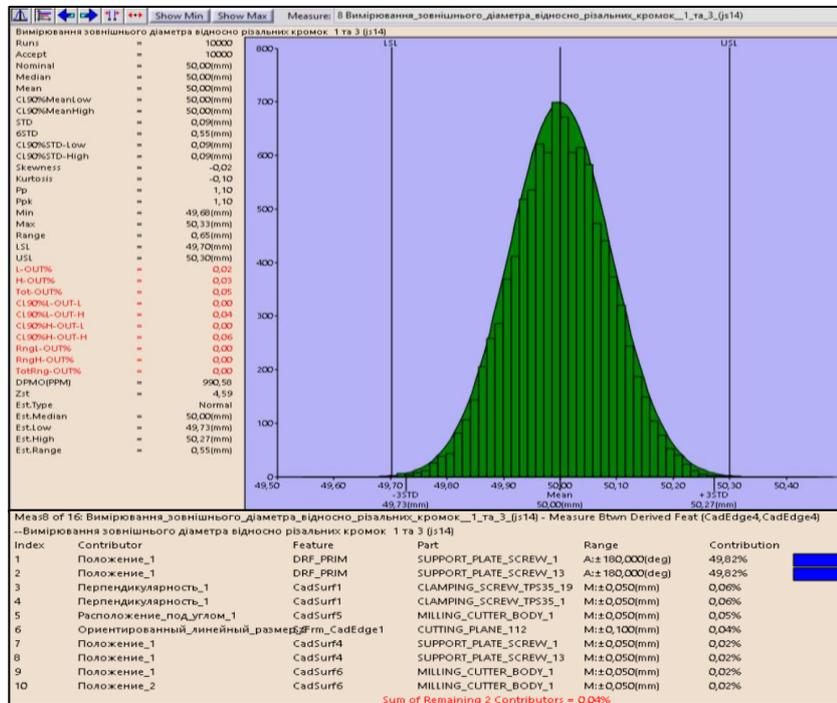 Show Min Show Max Measure: 8 Вимірювання_зовнішнього_діаметра_відносно_різальних_кромок__1_та_3_(js14)
Вимірювання зовнішнього діаметра відносно різальних кромок 1 та 3 (js14)
Runs = 10000
Accept = 10000
Nominal = 50,00(mm)
Median = 50,00(mm)
Mean = 50,00(mm)
CL90%MeanLow = 50,00(mm)
CL90%MeanHigh = 50,00(mm)
STD = 0,09(mm)
6STD = 0,55(mm)
CL90%STD-Low = 0,09(mm)
CL90%STD-High = 0,09(mm)
Skewness = -0,02
Kurtosis = -0,10
Pp = 1,10
Ppk = 1,10
Min = 49,68(mm)
Max = 50,33(mm)
Range = 0,65(mm)
LSL = 49,70(mm)
USL = 50,30(mm)
L-OUT% = 0,02
H-OUT% = 0,03
Tot-OUT% = 0,05
CL90%L-OUT-L = 0,00
CL90%L-OUT-H = 0,04
CL90%H-OUT-L = 0,00
CL90%H-OUT-H = 0,06
RngL-OUT% = 0,00
RngH-OUT% = 0,00
TotRng-OUT% = 0,00
DPMO(PPM) = 990,58
Zst = 4,59
Est.Type Normal
Est.Median = 50,00(mm)
Est.Low = 49,73(mm)
Est.High = 50,27(mm)
Est.Range = 0,55(mm)
LSL USL
800
700
600
500
400
300
200
100
0
49,50 49,60 49,70 49,80 49,90 50,00 50,10 50,20 50,30 50,40
-3STD Mean +3STD
49,73(mm) 50,00(mm) 50,27(mm)
Meas8 of 16: Вимірювання_зовнішнього_діаметра_відносно_різальних_кромок__1_та_3_(js14) - Measure Btwn Derived Feat (CadEdge4,CadEdge4)
--Вимірювання зовнішнього діаметра відносно різальних кромок 1 та 3 (js14)
Index Contributor Feature Part Range Contribution
1 Положение_1 DRF_PRIM SUPPORT_PLATE_SCREW_1 A:±180,000(deg) 49,82%
2 Положение_1 DRF_PRIM SUPPORT_PLATE_SCREW_13 A:±180,000(deg) 49,82%
3 Перпендикулярность_1 CadSurf1 CLAMPING_SCREW_TPS35_19 M:±0,050(mm) 0,06%
4 Перпендикулярность_1 CadSurf1 CLAMPING_SCREW_TPS35_1 M:±0,050(mm) 0,06%
5 Расположение_под_углом_1 CadSurf5 MILLING_CUTTER_BODY_1 M:±0,050(mm) 0,05%
6 Ориентированный_линейный_размер Frm_CadEdge1 CUTTING_PLANE_112 M:±0,100(mm) 0,04%
7 Положение_1 CadSurf4 SUPPORT_PLATE_SCREW_1 M:±0,050(mm) 0,02%
8 Положение_1 CadSurf4 SUPPORT_PLATE_SCREW_13 M:±0,050(mm) 0,02%
9 Положение_1 CadSurf6 MILLING_CUTTER_BODY_1 M:±0,050(mm) 0,02%
10 Положение_2 CadSurf6 MILLING_CUTTER_BODY_1 M:±0,050(mm) 0,02%
Sum of Remaining 2 Contributors = 0,04%